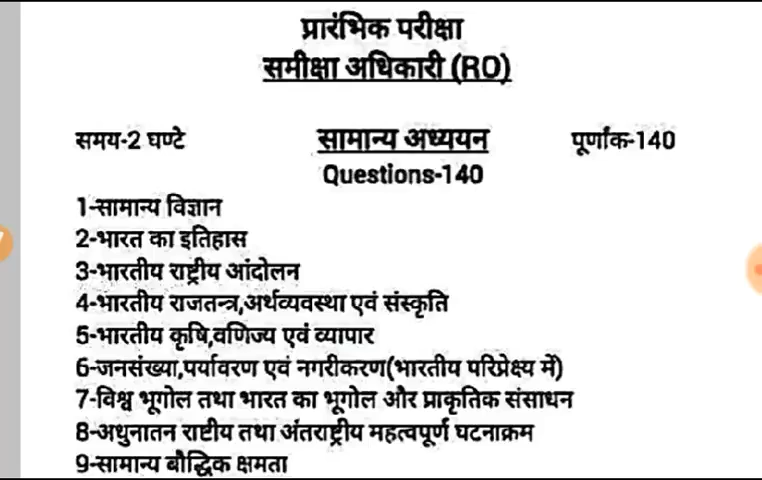 प्रारंभिक परीक्षा
समीक्षा अधिकारी (RO)
समय-2 घण्टे सामान्य अध्ययन पूर्णांक-140
Questions-140
1-सामान्य विज्ञान
2-भारत का इतिहास
3-भारतीय राष्ट्रीय आंदोलन
4-भारतीय राजतन्त्र,अर्थव्यवस्था एवं संस्कृति
5-भारतीय कृषि,वणिज्य एवं व्यापार
6-जनसंख्या,पर्यावरण एवं नगरीकरण(भारतीय परिप्रेक्ष्य में)
7-विश्व भूगोल तथा भारत का भूगोल और प्राकृतिक संसाधन
8-अधुनातन राष्टीय तथा अंतराष्ट्रीय महत्वपूर्ण घटनाक्रम
9-सामान्य बौद्धिक क्षमता